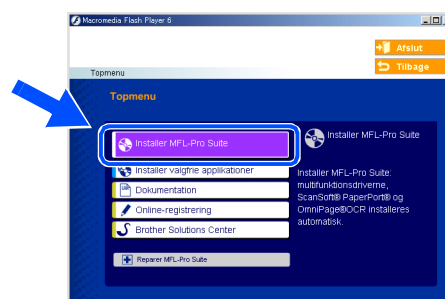 Macromedia Flash Player 6
Afslut
Tilbage
Topmenu
Topmenu
Installer MFL-Pro Suite
Installer valgfrie applikationer
Dokumentation
Online-registrering
Brother Solutions Center
Reparer MFL-Pro Suite
Installer MFL-Pro Suite
Installer MFL-Pro Suite:
multifunktionsdriverne,
ScanSoft® PaperPort® og
OmniPage®OCR installeres
automatisk.